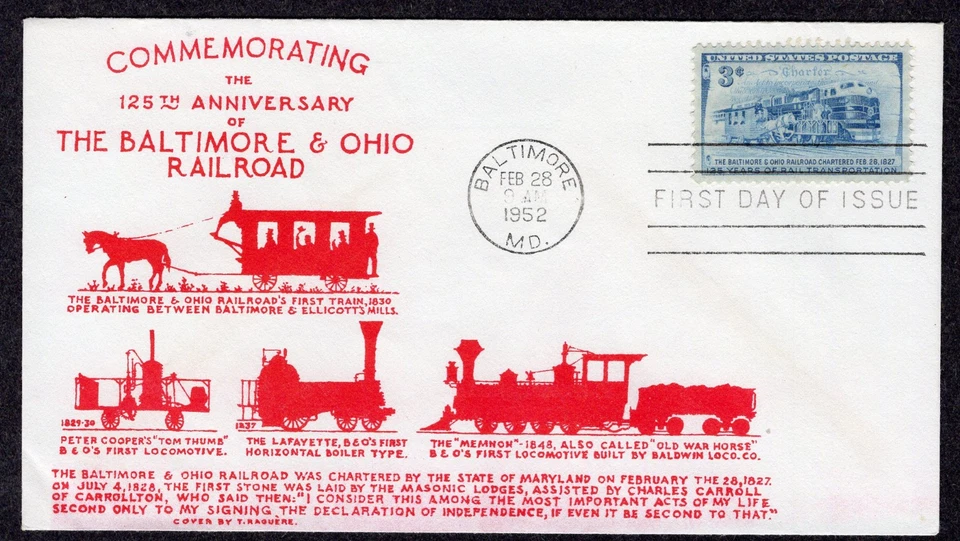 COMMEMORATING
THE
125TH ANNIVERSARY
OF
THE BALTIMORE & OHIO
RAILROAD
UNITED STATES POSTAGE
3¢
Charter
THE BALTIMORE & OHIO RAILROAD CHARTERED FEB 28, 1827
125 YEARS OF RAIL TRANSPORTATION
BALTIMORE
FEB 28
9 AM
1952
MD.
FIRST DAY OF ISSUE
THE BALTIMORE & OHIO RAILROAD'S FIRST TRAIN, 1830
OPERATING BETWEEN BALTIMORE & ELLICOTT'S MILLS.
1829-30
PETER COOPER'S "TOM THUMB"
B & O'S FIRST LOCOMOTIVE.
1837
THE LAFAYETTE, B&O'S FIRST
HORIZONTAL BOILER TYPE.
THE "MEMNON"-1848, ALSO CALLED "OLD WAR HORSE"
B & O'S FIRST LOCOMOTIVE BUILT BY BALDWIN LOCO. CO.
THE BALTIMORE & OHIO RAILROAD WAS CHARTERED BY THE STATE OF MARYLAND ON FEBRUARY THE 28, 1827.
ON JULY 4, 1828, THE FIRST STONE WAS LAID BY THE MASONIC LODGES, ASSISTED BY CHARLES CARROLL
OF CARROLLTON, WHO SAID THEN: "I CONSIDER THIS AMONG THE MOST IMPORTANT ACTS OF MY LIFE
SECOND ONLY TO MY SIGNING THE DECLARATION OF INDEPENDENCE, IF EVEN IT BE SECOND TO THAT."
COVER BY T. RAGUÈRE.